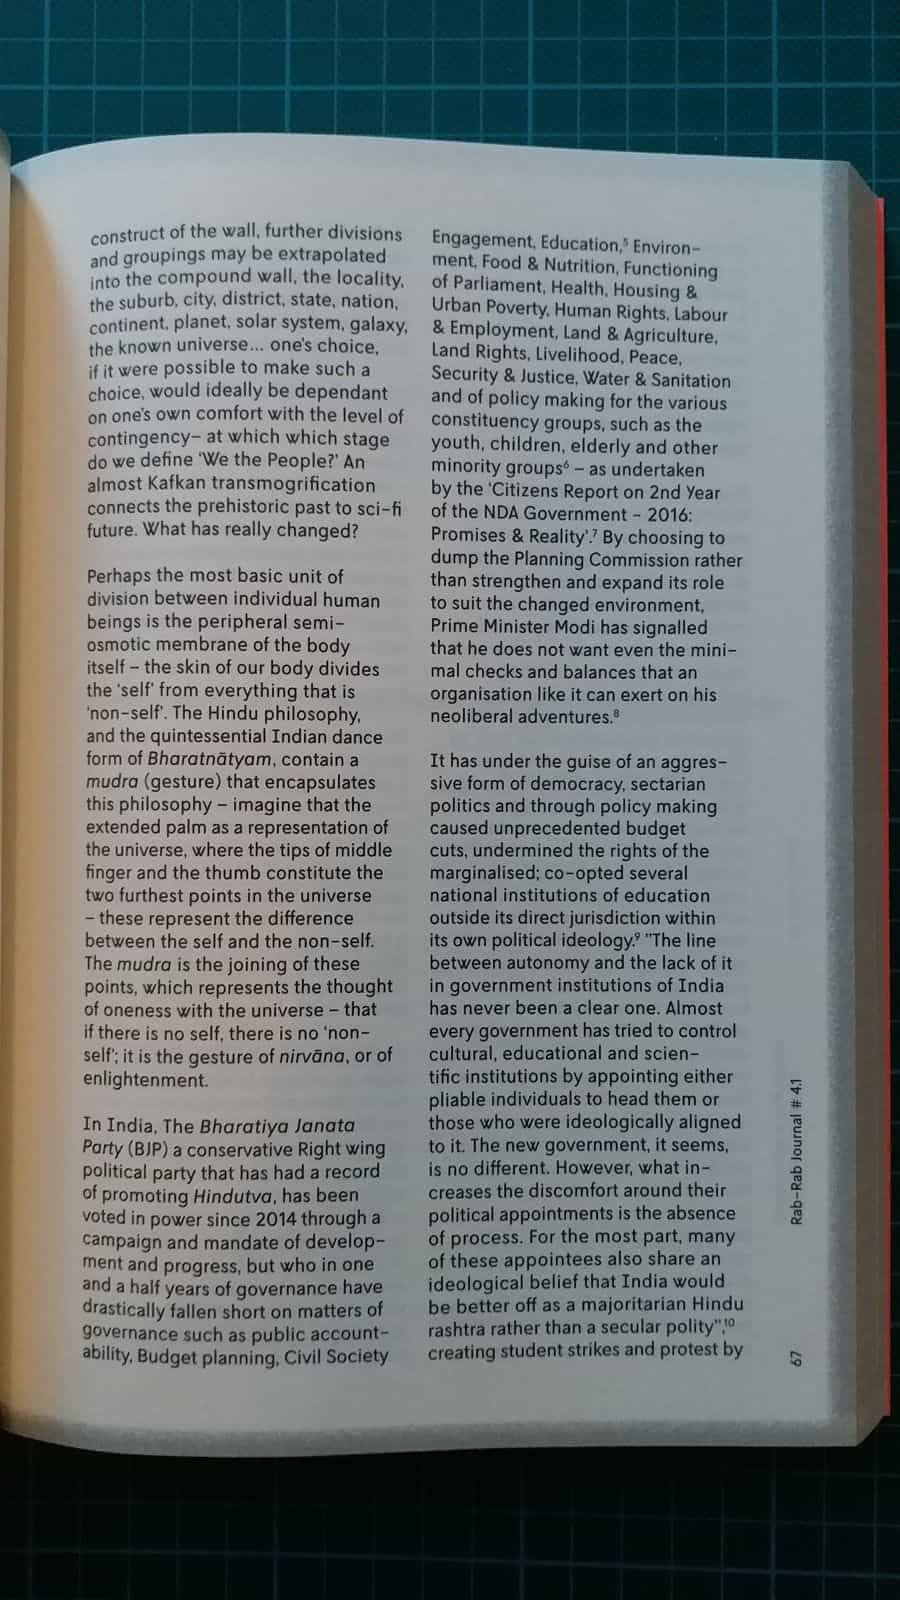 construct of the wall, further divisions
and groupings may be extrapolated
into the compound wall, the locality,
the suburb, city, district, state, nation,
continent, planet, solar system, galaxy,
the known universe... one's choice,
if it were possible to make such a
choice, would ideally be dependant
on one's own comfort with the level of
contingency– at which which stage
do we define 'We the People?' An
almost Kafkan transmogrification
connects the prehistoric past to sci-fi
future. What has really changed?
Perhaps the most basic unit of
division between individual human
beings is the peripheral semi-
osmotic membrane of the body
itself – the skin of our body divides
the 'self' from everything that is
'non-self'. The Hindu philosophy,
and the quintessential Indian dance
form of Bharatnātyam, contain a
mudra (gesture) that encapsulates
this philosophy – imagine that the
extended palm as a representation of
the universe, where the tips of middle
finger and the thumb constitute the
two furthest points in the universe
– these represent the difference
between the self and the non-self.
The mudra is the joining of these
points, which represents the thought
of oneness with the universe – that
if there is no self, there is no 'non-
self'; it is the gesture of nirvāna, or of
enlightenment.
In India, The Bharatiya Janata
Party (BJP) a conservative Right wing
political party that has had a record
of promoting Hindutva, has been
voted in power since 2014 through a
campaign and mandate of develop-
ment and progress, but who in one
and a half years of governance have
drastically fallen short on matters of
governance such as public account-
ability, Budget planning, Civil Society
Engagement, Education,⁵ Environ-
ment, Food & Nutrition, Functioning
of Parliament, Health, Housing &
Urban Poverty, Human Rights, Labour
& Employment, Land & Agriculture,
Land Rights, Livelihood, Peace,
Security & Justice, Water & Sanitation
and of policy making for the various
constituency groups, such as the
youth, children, elderly and other
minority groups⁶ – as undertaken
by the 'Citizens Report on 2nd Year
of the NDA Government - 2016:
Promises & Reality'.⁷ By choosing to
dump the Planning Commission rather
than strengthen and expand its role
to suit the changed environment,
Prime Minister Modi has signalled
that he does not want even the mini-
mal checks and balances that an
organisation like it can exert on his
neoliberal adventures.⁸
It has under the guise of an aggres-
sive form of democracy, sectarian
politics and through policy making
caused unprecedented budget
cuts, undermined the rights of the
marginalised; co-opted several
national institutions of education
outside its direct jurisdiction within
its own political ideology.⁹ "The line
between autonomy and the lack of it
in government institutions of India
has never been a clear one. Almost
every government has tried to control
cultural, educational and scien-
tific institutions by appointing either
pliable individuals to head them or
those who were ideologically aligned
to it. The new government, it seems,
is no different. However, what in-
creases the discomfort around their
political appointments is the absence
of process. For the most part, many
of these appointees also share an
ideological belief that India would
be better off as a majoritarian Hindu
rashtra rather than a secular polity",¹⁰
creating student strikes and protest by
Rab-Rab Journal # 4.1
67